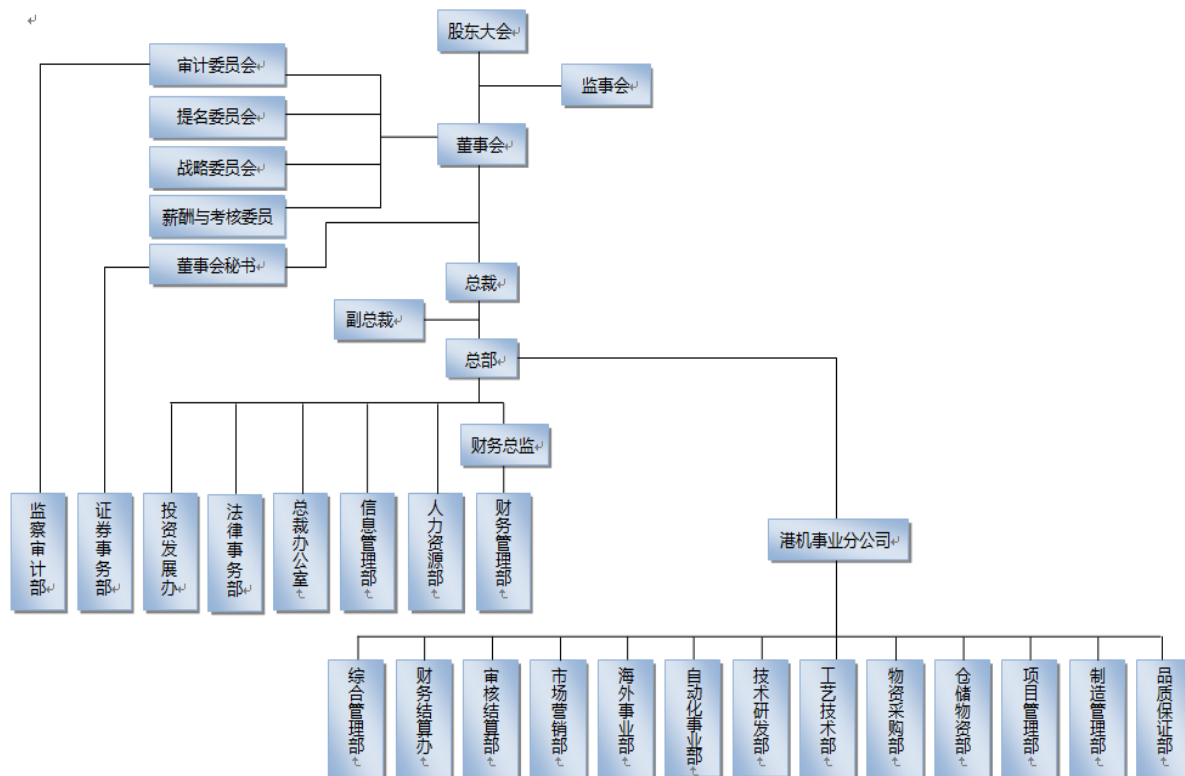 股东大会
审计委员会
监事会
提名委员会
董事会
战略委员会
薪酬与考核委员
董事会秘书
总裁
副总裁
总部
财务总监
监察审计部
证券事务部
投资发展办
法律事务部
总裁办公室
信息管理部
人力资源部
财务管理部
港机事业分公司
综合管理部
财务结算办
审核结算部
市场营销部
海外事业部
自动化事业部
技术研发部
工艺技术部
物资采购部
仓储物资部
项目管理部
制造管理部
品质保证部